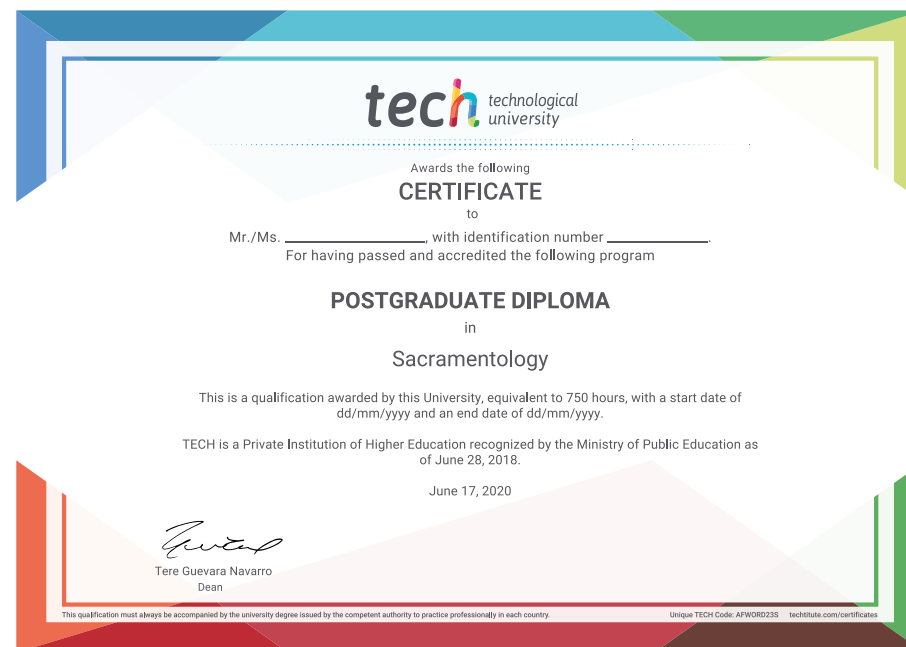 tech technological
university
Awards the following
CERTIFICATE
to
Mr./Ms. ____________________, with identification number ______________.
For having passed and accredited the following program
POSTGRADUATE DIPLOMA
in
Sacramentology
This is a qualification awarded by this University, equivalent to 750 hours, with a start date of
dd/mm/yyyy and an end date of dd/mm/yyyy.
TECH is a Private Institution of Higher Education recognized by the Ministry of Public Education as
of June 28, 2018.
June 17, 2020
Tere Guevara Navarro
Dean
This qualification must always be accompanied by the university degree issued by the competent authority to practice professionally in each country.
Unique TECH Code: AFWORD23S techtitute.com/certificates